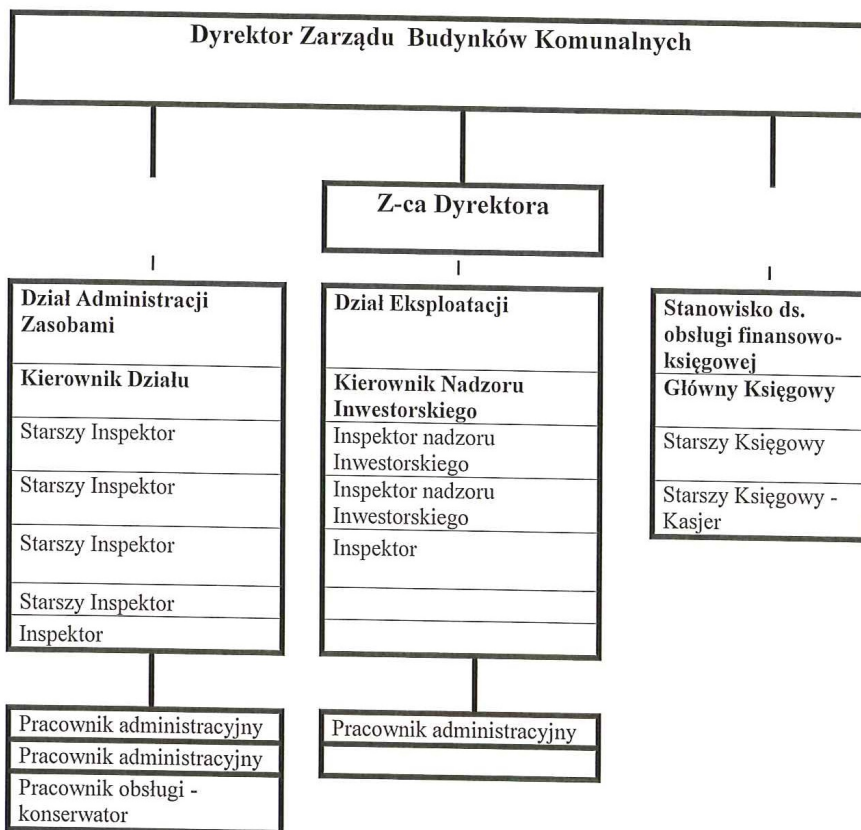 Dyrektor Zarządu Budynków Komunalnych
Z-ca Dyrektora
Dział Administracji
Zasobami
Kierownik Działu
Starszy Inspektor
Starszy Inspektor
Starszy Inspektor
Starszy Inspektor
Inspektor
Pracownik administracyjny
Pracownik administracyjny
Pracownik obsługi -
konserwator
Dział Eksploatacji
Kierownik Nadzoru
Inwestorskiego
Inspektor nadzoru
Inwestorskiego
Inspektor nadzoru
Inwestorskiego
Inspektor
Pracownik administracyjny
Stanowisko ds.
obsługi finansowo-
księgowej
Główny Księgowy
Starszy Księgowy
Starszy Księgowy -
Kasjer